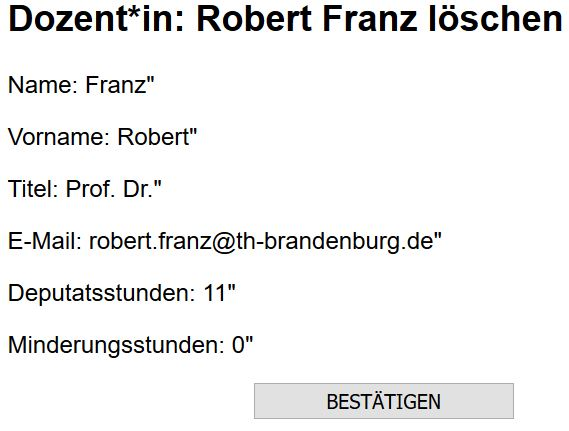 Dozent*in: Robert Franz löschen
Name: Franz"
Vorname: Robert"
Titel: Prof. Dr."
E-Mail: robert.franz@th-brandenburg.de"
Deputatsstunden: 11"
Minderungsstunden: 0"
BESTÄTIGEN